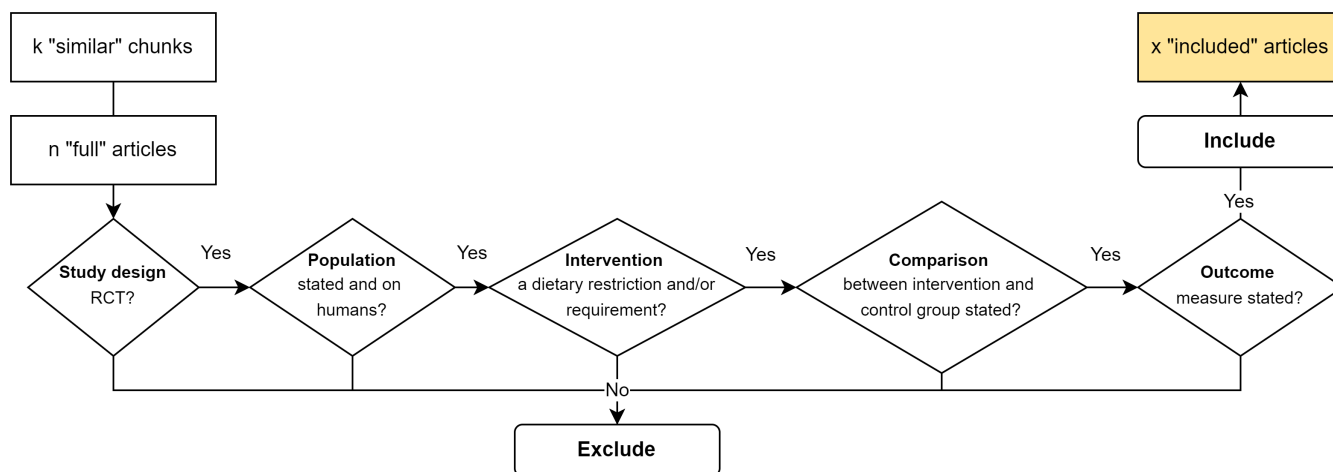 k "similar" chunks
n "full" articles
Study design
RCT?
Yes
Population
stated and on
humans?
Yes
Intervention
a dietary restriction and/or
requirement?
Yes
Comparison
between intervention and
control group stated?
Yes
Outcome
measure stated?
Yes
Include
x "included" articles
No
Exclude